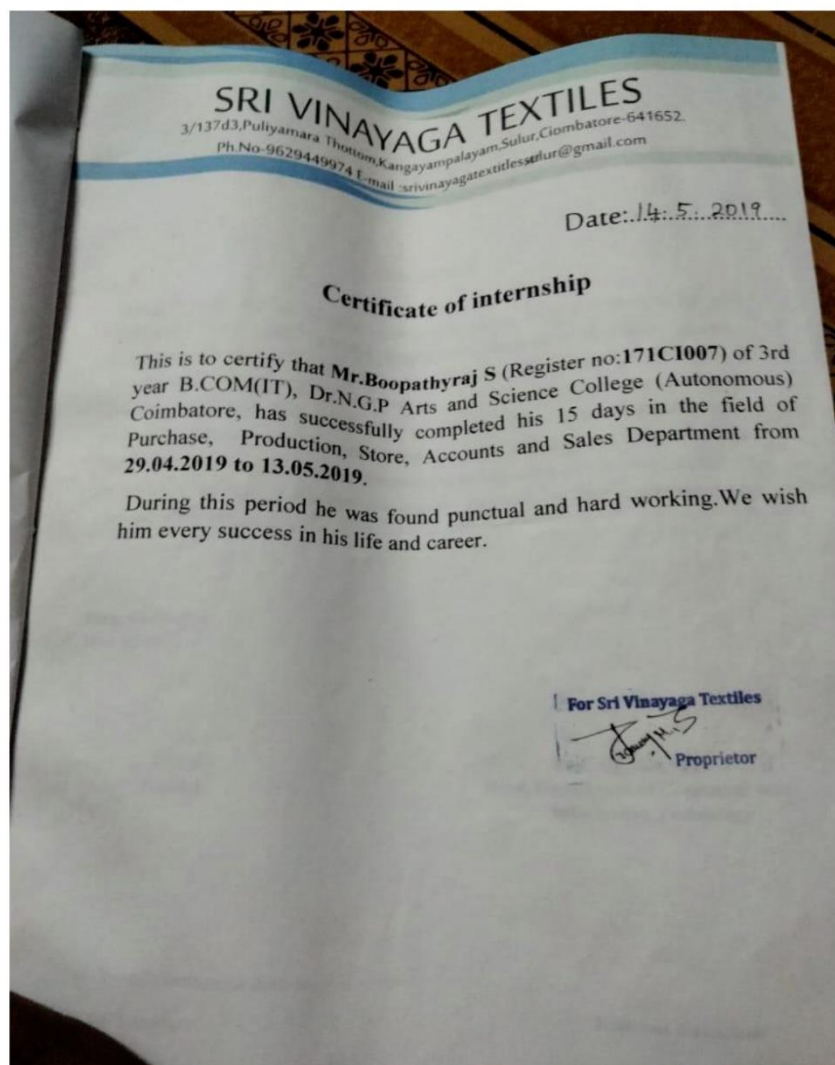 SRI VINAYAGA TEXTILES
3/137d3,Puliyamara Thottom,Kangayampalayam,Sulur,Ciombatore-641652.
Ph.No-9629449974 E-mail :srivinayagatextitlessulur@gmail.com
Date:.14.5.2019....
Certificate of internship
This is to certify that Mr.Boopathyraj S (Register no:171CI007) of 3rd
year B.COM(IT), Dr.N.G.P Arts and Science College (Autonomous)
Coimbatore, has successfully completed his 15 days in the field of
Purchase, Production, Store, Accounts and Sales Department from
29.04.2019 to 13.05.2019.
During this period he was found punctual and hard working.We wish
him every success in his life and career.
For Sri Vinayaga Textiles
Proprietor